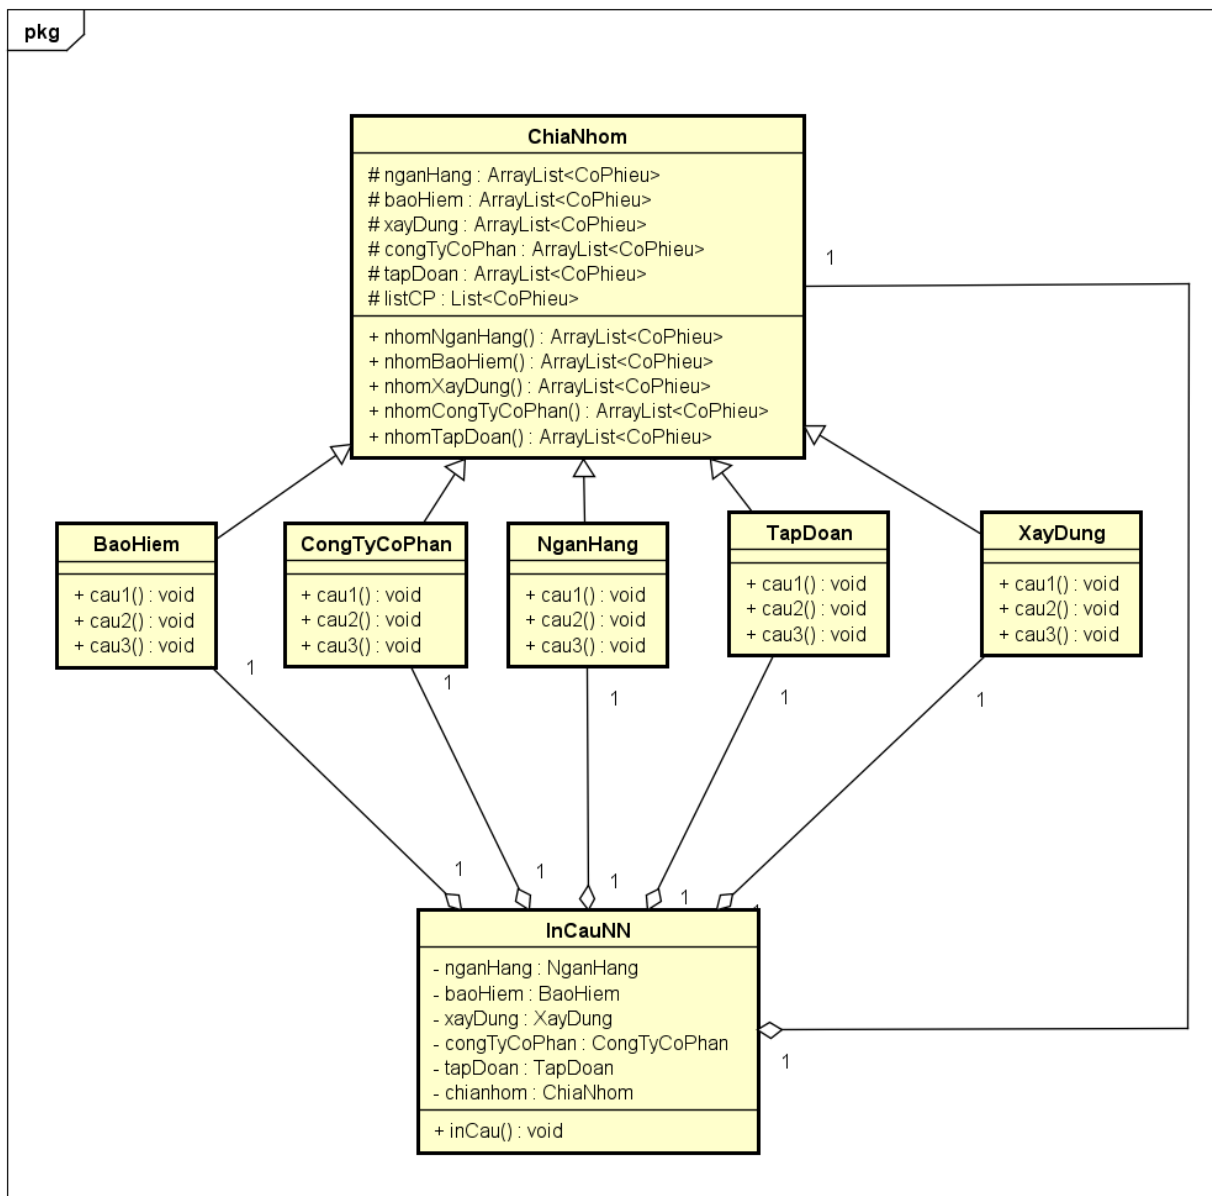 pkg
ChiaNhom
# nganHang : ArrayList<CoPhieu>
# baoHiem : ArrayList<CoPhieu>
# xayDung : ArrayList<CoPhieu>
# congTyCoPhan : ArrayList<CoPhieu>
# tapDoan : ArrayList<CoPhieu>
# listCP : List<CoPhieu>
+ nhomNganHang() : ArrayList<CoPhieu>
+ nhomBaoHiem() : ArrayList<CoPhieu>
+ nhomXayDung() : ArrayList<CoPhieu>
+ nhomCongTyCoPhan() : ArrayList<CoPhieu>
+ nhomTapDoan() : ArrayList<CoPhieu>
1
BaoHiem
+ cau1() : void
+ cau2() : void
+ cau3() : void
CongTyCoPhan
+ cau1() : void
+ cau2() : void
+ cau3() : void
NganHang
+ cau1() : void
+ cau2() : void
+ cau3() : void
TapDoan
+ cau1() : void
+ cau2() : void
+ cau3() : void
XayDung
+ cau1() : void
+ cau2() : void
+ cau3() : void
1
1
1
1
1
1
1
1
1
InCauNN
- nganHang : NganHang
- baoHiem : BaoHiem
- xayDung : XayDung
- congTyCoPhan : CongTyCoPhan
- tapDoan : TapDoan
- chianhom : ChiaNhom
+ inCau() : void
1